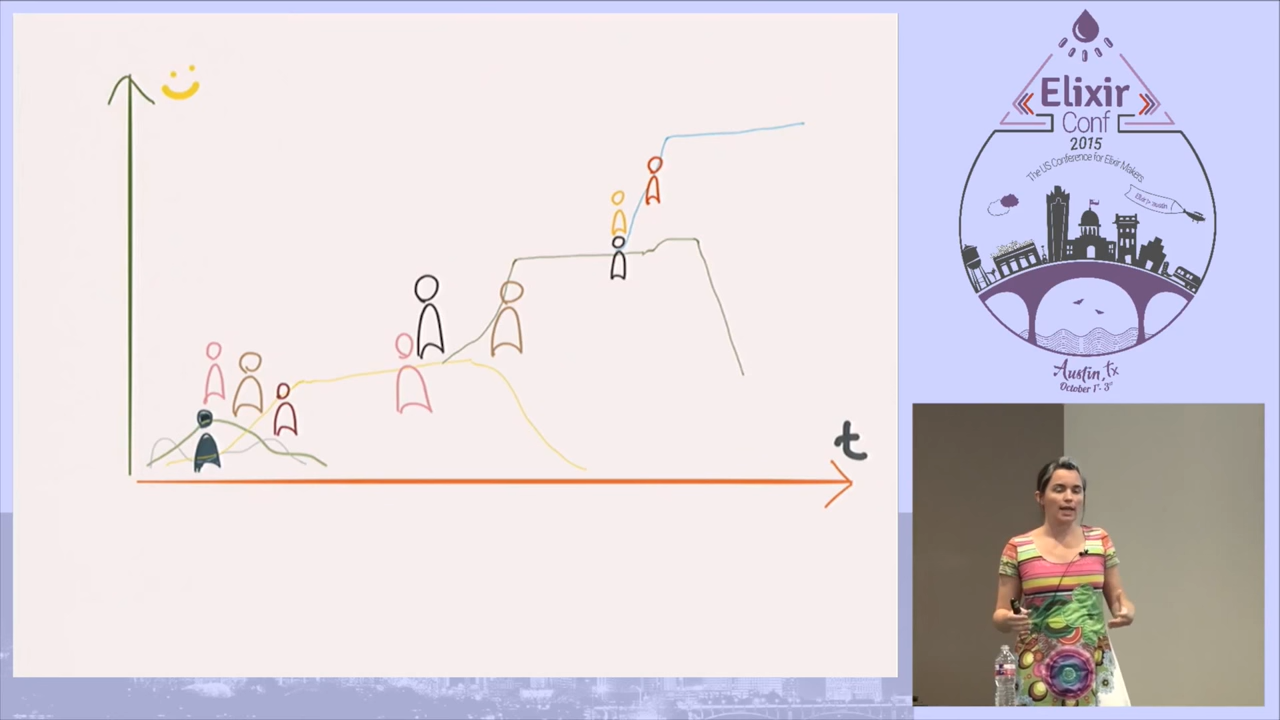 t
Elixir
Conf
2015
The US Conference for Elixir Makers
Austin, TX
October 1st - 3rd